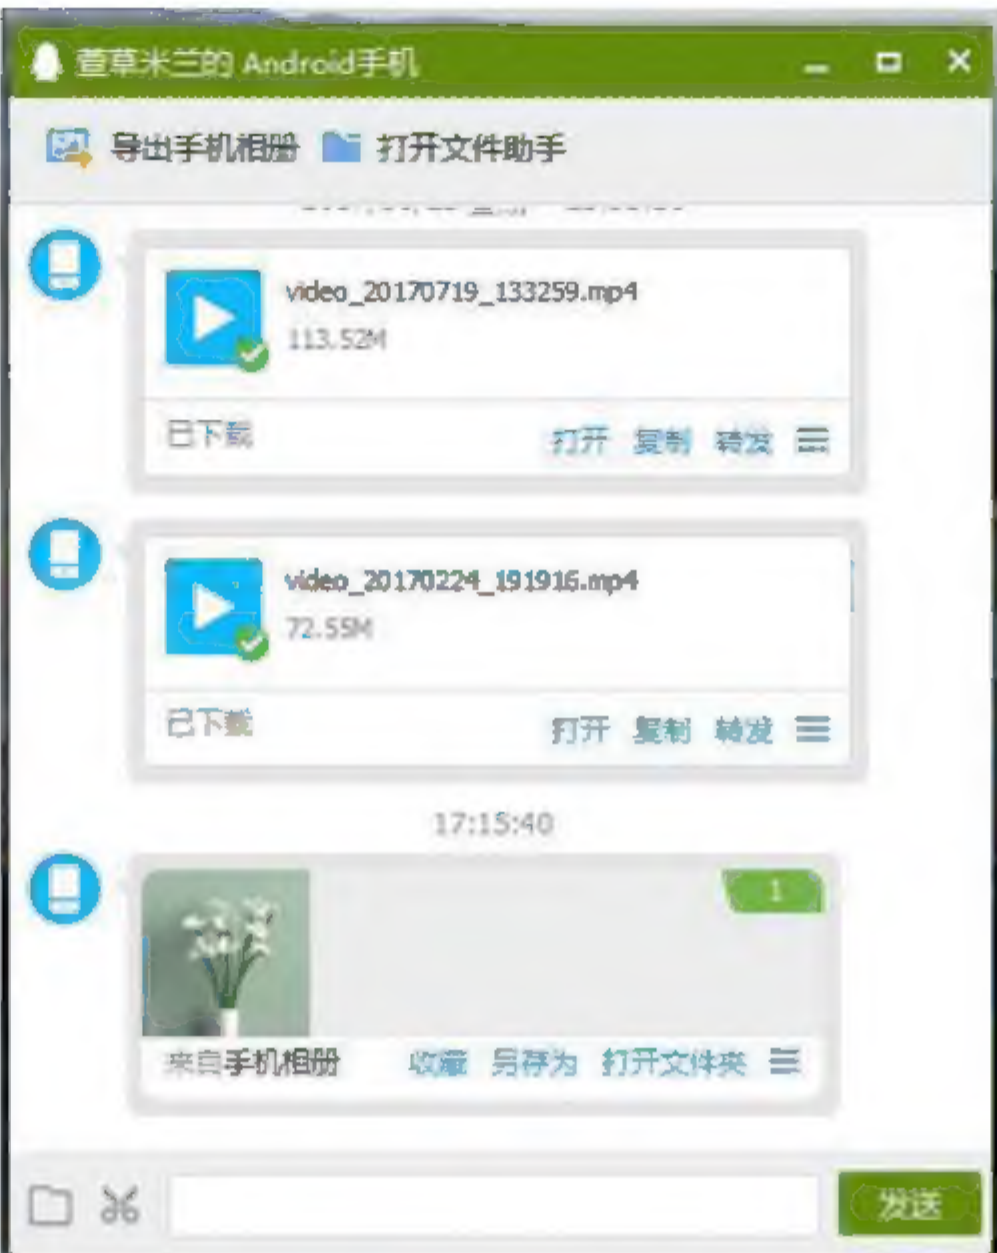 萱草米兰的 Android手机
导出手机相册 打开文件助手
video_20170719_133259.mp4
113.52M
已下载 打开 复制 转发
video_20170224_191916.mp4
72.55M
已下载 打开 复制 转发
17:15:40
1
来自手机相册 收藏 另存为 打开文件夹
发送